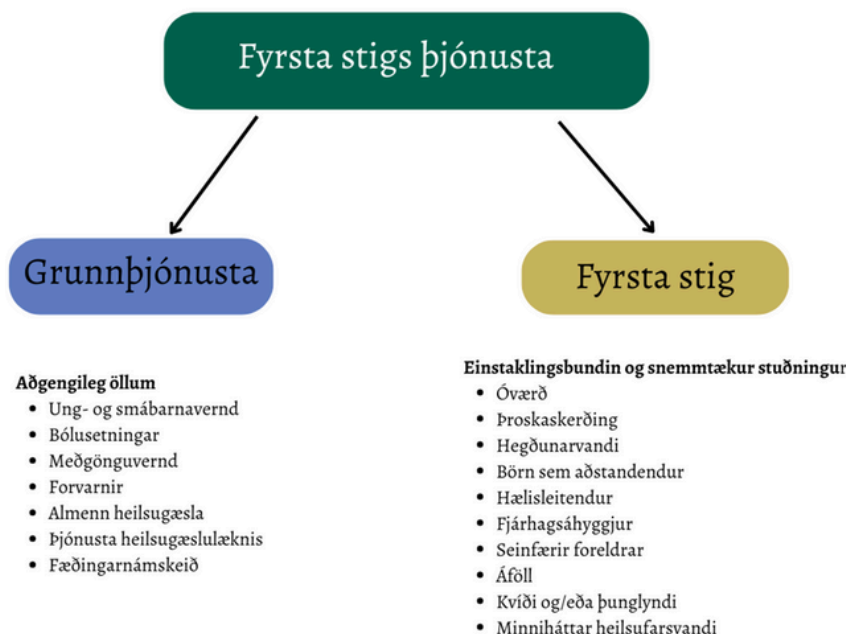 Fyrsta stigs þjónusta
Grunnþjónusta
Fyrsta stig
Aðgengileg öllum
• Ung- og smábarnavernd
• Bólusetningar
• Meðgönguvernd
• Forvarnir
• Almenn heilsugæsla
• Þjónusta heilsugæslulæknis
• Fæðingarnámskeið
Einstaklingsbundin og snemmtækur stuðningur
• Óværð
• Þroskaskerðing
• Hegðunarvandi
• Börn sem aðstandendur
• Hælisleitendur
• Fjárhagsáhyggjur
• Seinfærir foreldrar
• Áföll
• Kvíði og/eða þunglyndi
• Minniháttar heilsufarsvandi